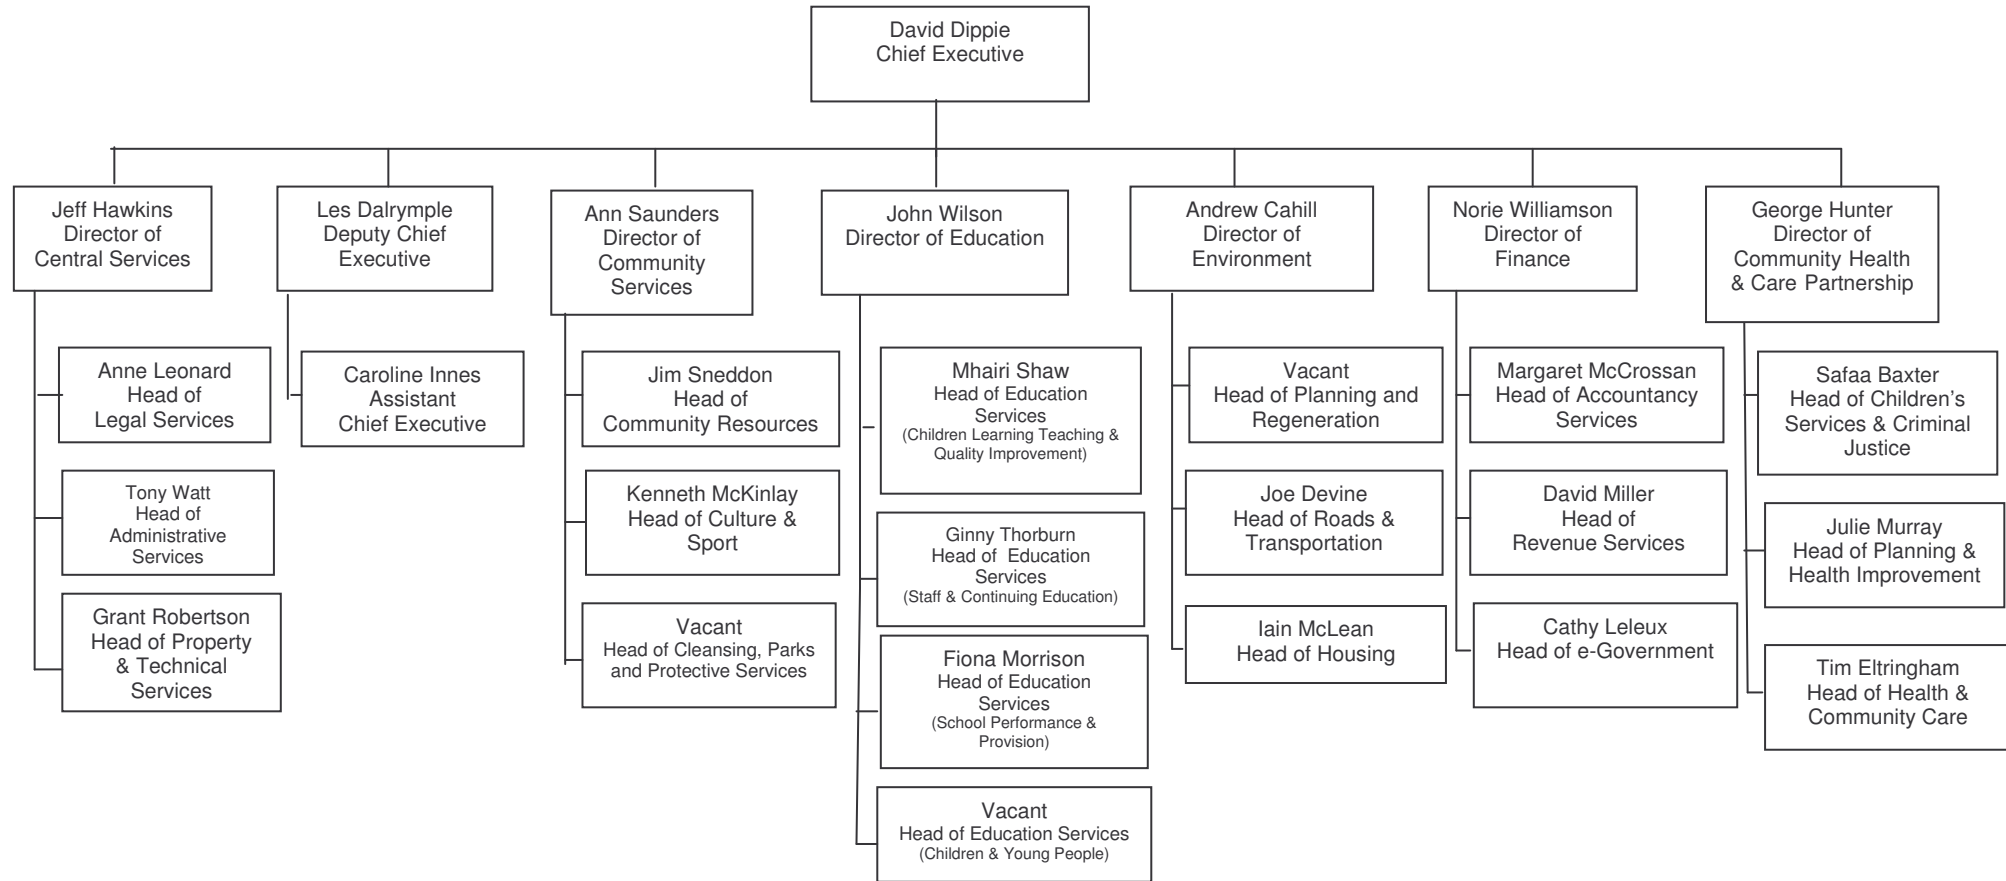 David Dippie
Chief Executive
Jeff Hawkins
Director of
Central Services
Les Dalrymple
Deputy Chief
Executive
Ann Saunders
Director of
Community
Services
John Wilson
Director of Education
Andrew Cahill
Director of
Environment
Norie Williamson
Director of
Finance
George Hunter
Director of
Community Health
& Care Partnership
Anne Leonard
Head of
Legal Services
Tony Watt
Head of
Administrative
Services
Grant Robertson
Head of Property
& Technical
Services
Caroline Innes
Assistant
Chief Executive
Jim Sneddon
Head of
Community Resources
Kenneth McKinlay
Head of Culture &
Sport
Vacant
Head of Cleansing, Parks
and Protective Services
Mhairi Shaw
Head of Education
Services
(Children Learning Teaching &
Quality Improvement)
Ginny Thorburn
Head of  Education
Services
(Staff & Continuing Education)
Fiona Morrison
Head of Education
Services
(School Performance &
Provision)
Vacant
Head of Education Services
(Children & Young People)
Vacant
Head of Planning and
Regeneration
Joe Devine
Head of Roads &
Transportation
Iain McLean
Head of Housing
Margaret McCrossan
Head of Accountancy
Services
David Miller
Head of
Revenue Services
Cathy Leleux
Head of e-Government
Safaa Baxter
Head of Children’s
Services & Criminal
Justice
Julie Murray
Head of Planning &
Health Improvement
Tim Eltringham
Head of Health &
Community Care